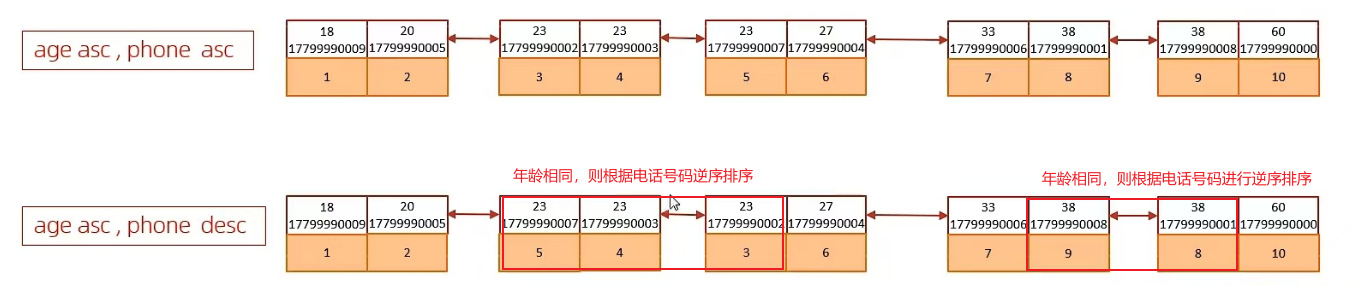 age asc , phone asc
18 20 23 23 23 27 33 38 38 60
17799990009 17799990005 17799990002 17799990003 17799990007 17799990004 17799990006 17799990001 17799990008 17799990000
1 2 3 4 5 6 7 8 9 10
年龄相同，则根据电话号码逆序排序
年龄相同，则根据电话号码进行逆序排序
age asc , phone desc
18 20 23 23 23 27 33 38 38 60
17799990009 17799990005 17799990007 17799990003 17799990002 17799990004 17799990006 17799990008 17799990001 17799990000
1 2 5 4 3 6 7 9 8 10